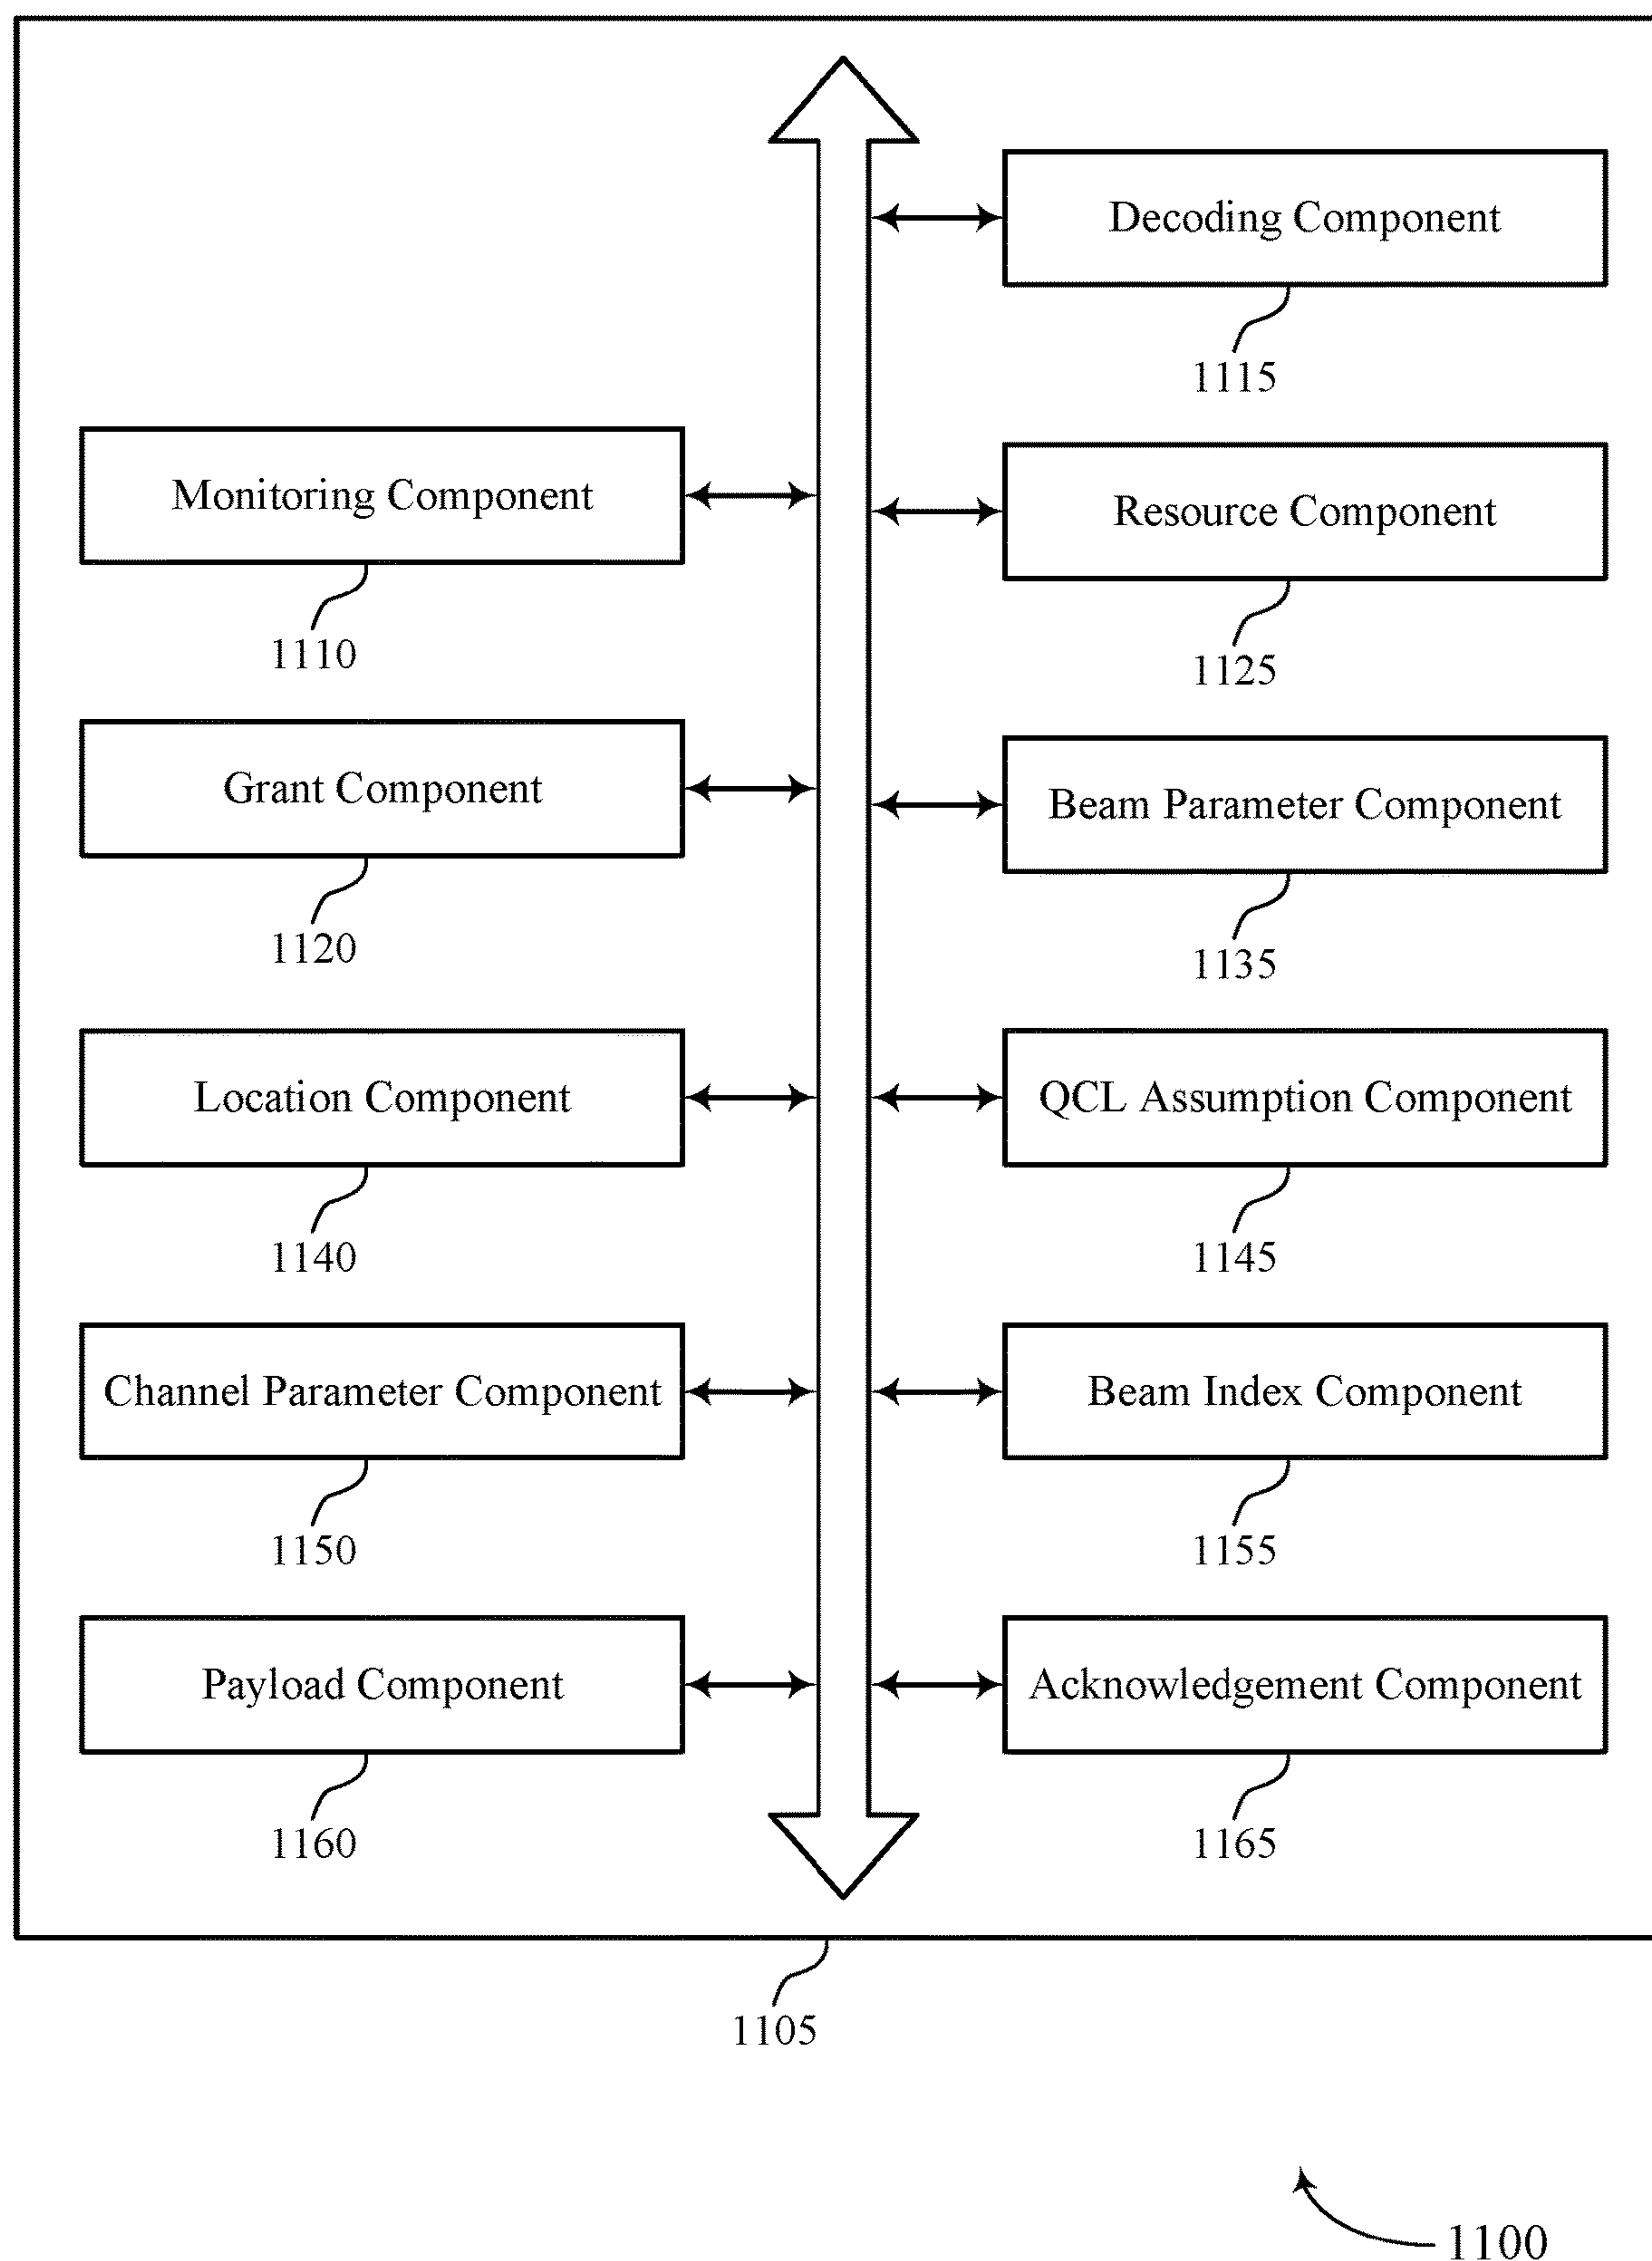 Decoding Component
1115
Monitoring Component
1110
Resource Component
1125
Grant Component
1120
Beam Parameter Component
1135
Location Component
1140
QCL Assumption Component
1145
Channel Parameter Component
1150
Beam Index Component
1155
Payload Component
1160
Acknowledgement Component
1165
1105
1100